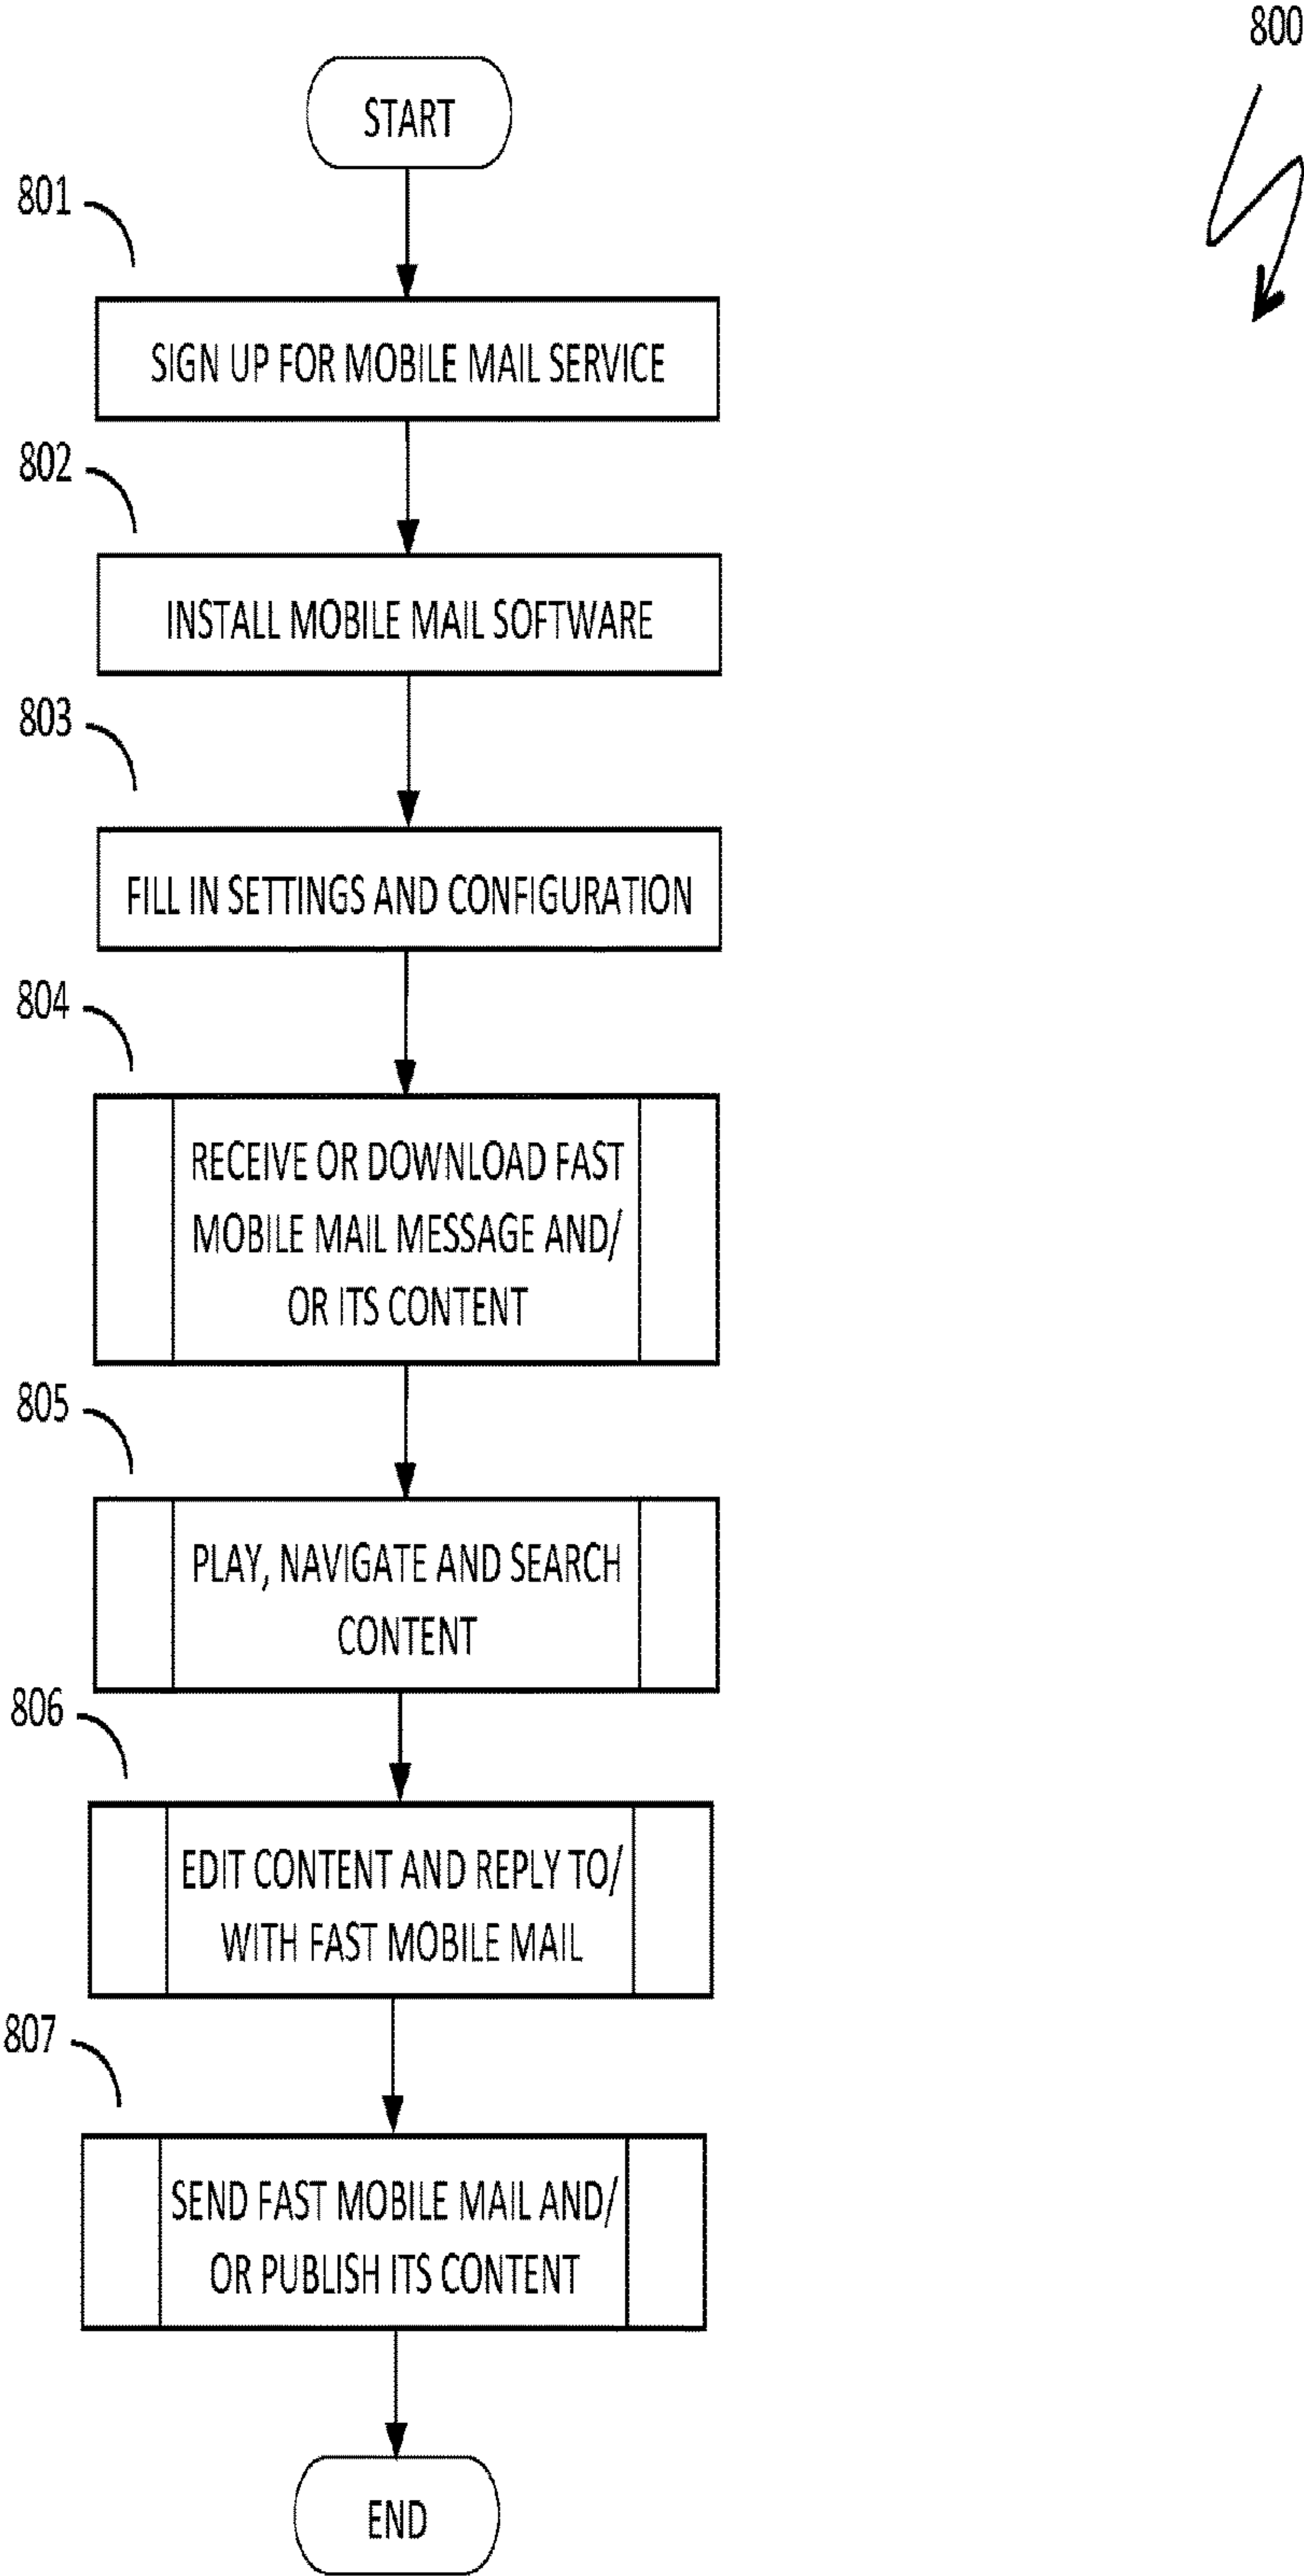 800
START
801
SIGN UP FOR MOBILE MAIL SERVICE
802
INSTALL MOBILE MAIL SOFTWARE
803
FILL IN SETTINGS AND CONFIGURATION
804
RECEIVE OR DOWNLOAD FAST
MOBILE MAIL MESSAGE AND/
OR ITS CONTENT
805
PLAY, NAVIGATE AND SEARCH
CONTENT
806
EDIT CONTENT AND REPLY TO/
WITH FAST MOBILE MAIL
807
SEND FAST MOBILE MAIL AND/
OR PUBLISH ITS CONTENT
END